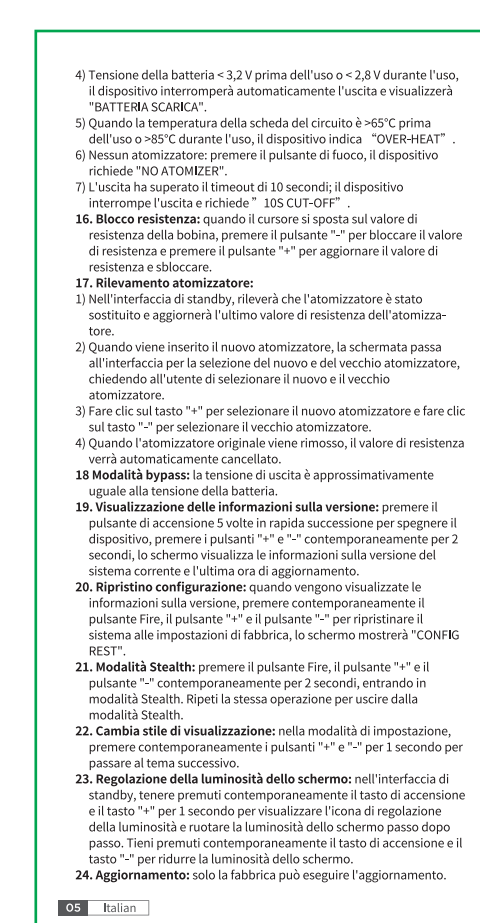 4) Tensione della batteria < 3,2 V prima dell'uso o < 2,8 V durante l'uso,
il dispositivo interromperà automaticamente l'uscita e visualizzerà
"BATTERIA SCARICA".
5) Quando la temperatura della scheda del circuito è >65°C prima
dell'uso o >85°C durante l'uso, il dispositivo indica “OVER-HEAT”.
6) Nessun atomizzatore: premere il pulsante di fuoco, il dispositivo
richiede "NO ATOMIZER".
7) L'uscita ha superato il timeout di 10 secondi; il dispositivo
interrompe l'uscita e richiede ” 10S CUT-OFF”.
16. Blocco resistenza: quando il cursore si sposta sul valore di
resistenza della bobina, premere il pulsante "-" per bloccare il valore
di resistenza e premere il pulsante "+" per aggiornare il valore di
resistenza e sbloccare.
17. Rilevamento atomizzatore:
1) Nell'interfaccia di standby, rileverà che l'atomizzatore è stato
sostituito e aggiornerà l'ultimo valore di resistenza dell'atomizza-
tore.
2) Quando viene inserito il nuovo atomizzatore, la schermata passa
all'interfaccia per la selezione del nuovo e del vecchio atomizzatore,
chiedendo all'utente di selezionare il nuovo e il vecchio
atomizzatore.
3) Fare clic sul tasto "+" per selezionare il nuovo atomizzatore e fare clic
sul tasto "-" per selezionare il vecchio atomizzatore.
4) Quando l'atomizzatore originale viene rimosso, il valore di resistenza
verrà automaticamente cancellato.
18 Modalità bypass: la tensione di uscita è approssimativamente
uguale alla tensione della batteria.
19. Visualizzazione delle informazioni sulla versione: premere il
pulsante di accensione 5 volte in rapida successione per spegnere il
dispositivo, premere i pulsanti "+" e "-" contemporaneamente per 2
secondi, lo schermo visualizza le informazioni sulla versione del
sistema corrente e l'ultima ora di aggiornamento.
20. Ripristino configurazione: quando vengono visualizzate le
informazioni sulla versione, premere contemporaneamente il
pulsante Fire, il pulsante "+" e il pulsante "-" per ripristinare il
sistema alle impostazioni di fabbrica, lo schermo mostrerà "CONFIG
REST".
21. Modalità Stealth: premere il pulsante Fire, il pulsante "+" e il
pulsante "-" contemporaneamente per 2 secondi, entrando in
modalità Stealth. Ripeti la stessa operazione per uscire dalla
modalità Stealth.
22. Cambia stile di visualizzazione: nella modalità di impostazione,
premere contemporaneamente i pulsanti "+" e "-" per 1 secondo per
passare al tema successivo.
23. Regolazione della luminosità dello schermo: nell'interfaccia di
standby, tenere premuti contemporaneamente il tasto di accensione
e il tasto "+" per 1 secondo per visualizzare l'icona di regolazione
della luminosità e ruotare la luminosità dello schermo passo dopo
passo. Tieni premuti contemporaneamente il tasto di accensione e il
tasto "-" per ridurre la luminosità dello schermo.
24. Aggiornamento: solo la fabbrica può eseguire l'aggiornamento.
05 Italian